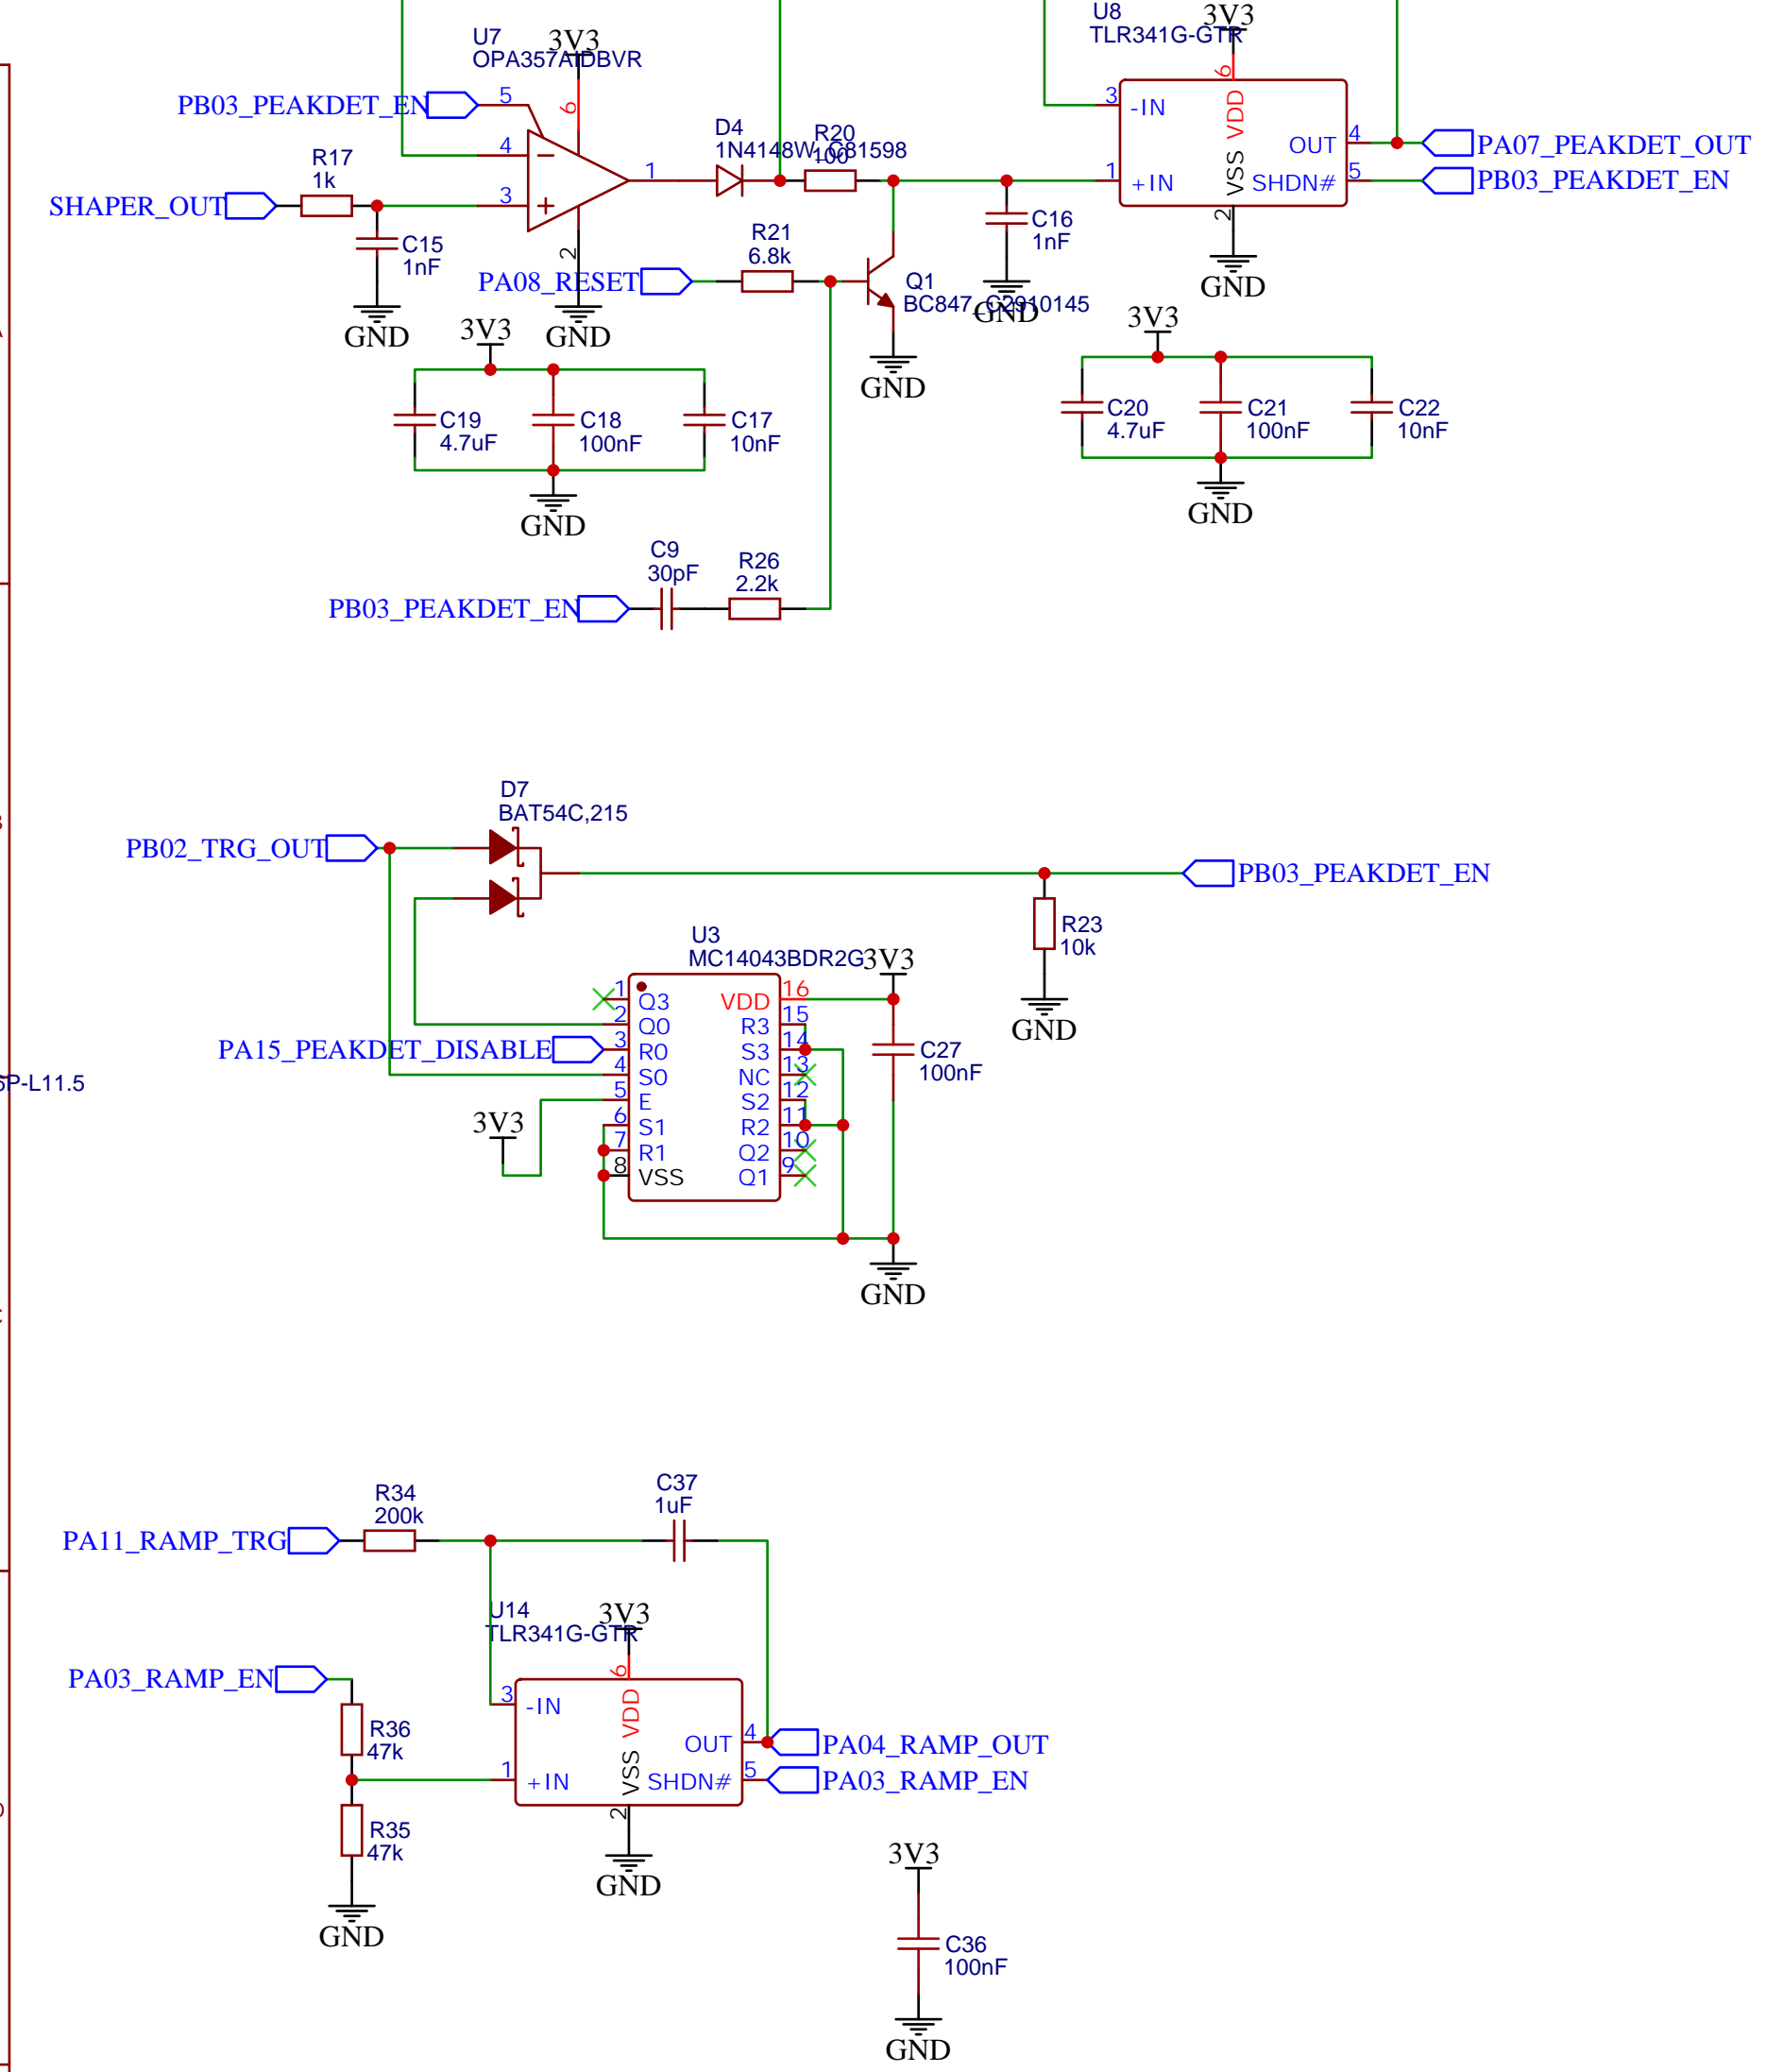 U7
OPA357AIDBVR
3V3
PB03_PEAKDET_EN
5
6
4
3
1
2
R17
1k
SHAPER_OUT
C15
1nF
GND
GND
D4
1N4148W_C81598
R20
100
R21
6.8k
PA08_RESET
Q1
BC847_C2910145
GND
C16
1nF
GND
U8
TLR341G-GTR
3V3
6
3
-IN
VDD
VSS
OUT
4
PA07_PEAKDET_OUT
1
+IN
SHDN#
5
PB03_PEAKDET_EN
2
GND
3V3
C19
4.7uF
C18
100nF
C17
10nF
GND
3V3
C20
4.7uF
C21
100nF
C22
10nF
GND
C9
30pF
R26
2.2k
PB03_PEAKDET_EN
D7
BAT54C,215
PB02_TRG_OUT
PB03_PEAKDET_EN
R23
10k
GND
U3
MC14043BDR2G
3V3
1
Q3
VDD
16
2
Q0
R3
15
PA15_PEAKDET_DISABLE
3
R0
S3
14
4
S0
NC
13
5
E
S2
12
6
S1
R2
11
7
R1
Q2
10
8
VSS
Q1
9
3V3
C27
100nF
GND
P-L11.5
R34
200k
C37
1uF
PA11_RAMP_TRG
U14
TLR341G-GTR
3V3
6
PA03_RAMP_EN
3
-IN
VDD
VSS
R36
47k
OUT
4
PA04_RAMP_OUT
1
+IN
SHDN#
5
PA03_RAMP_EN
2
R35
47k
GND
GND
3V3
C36
100nF
GND